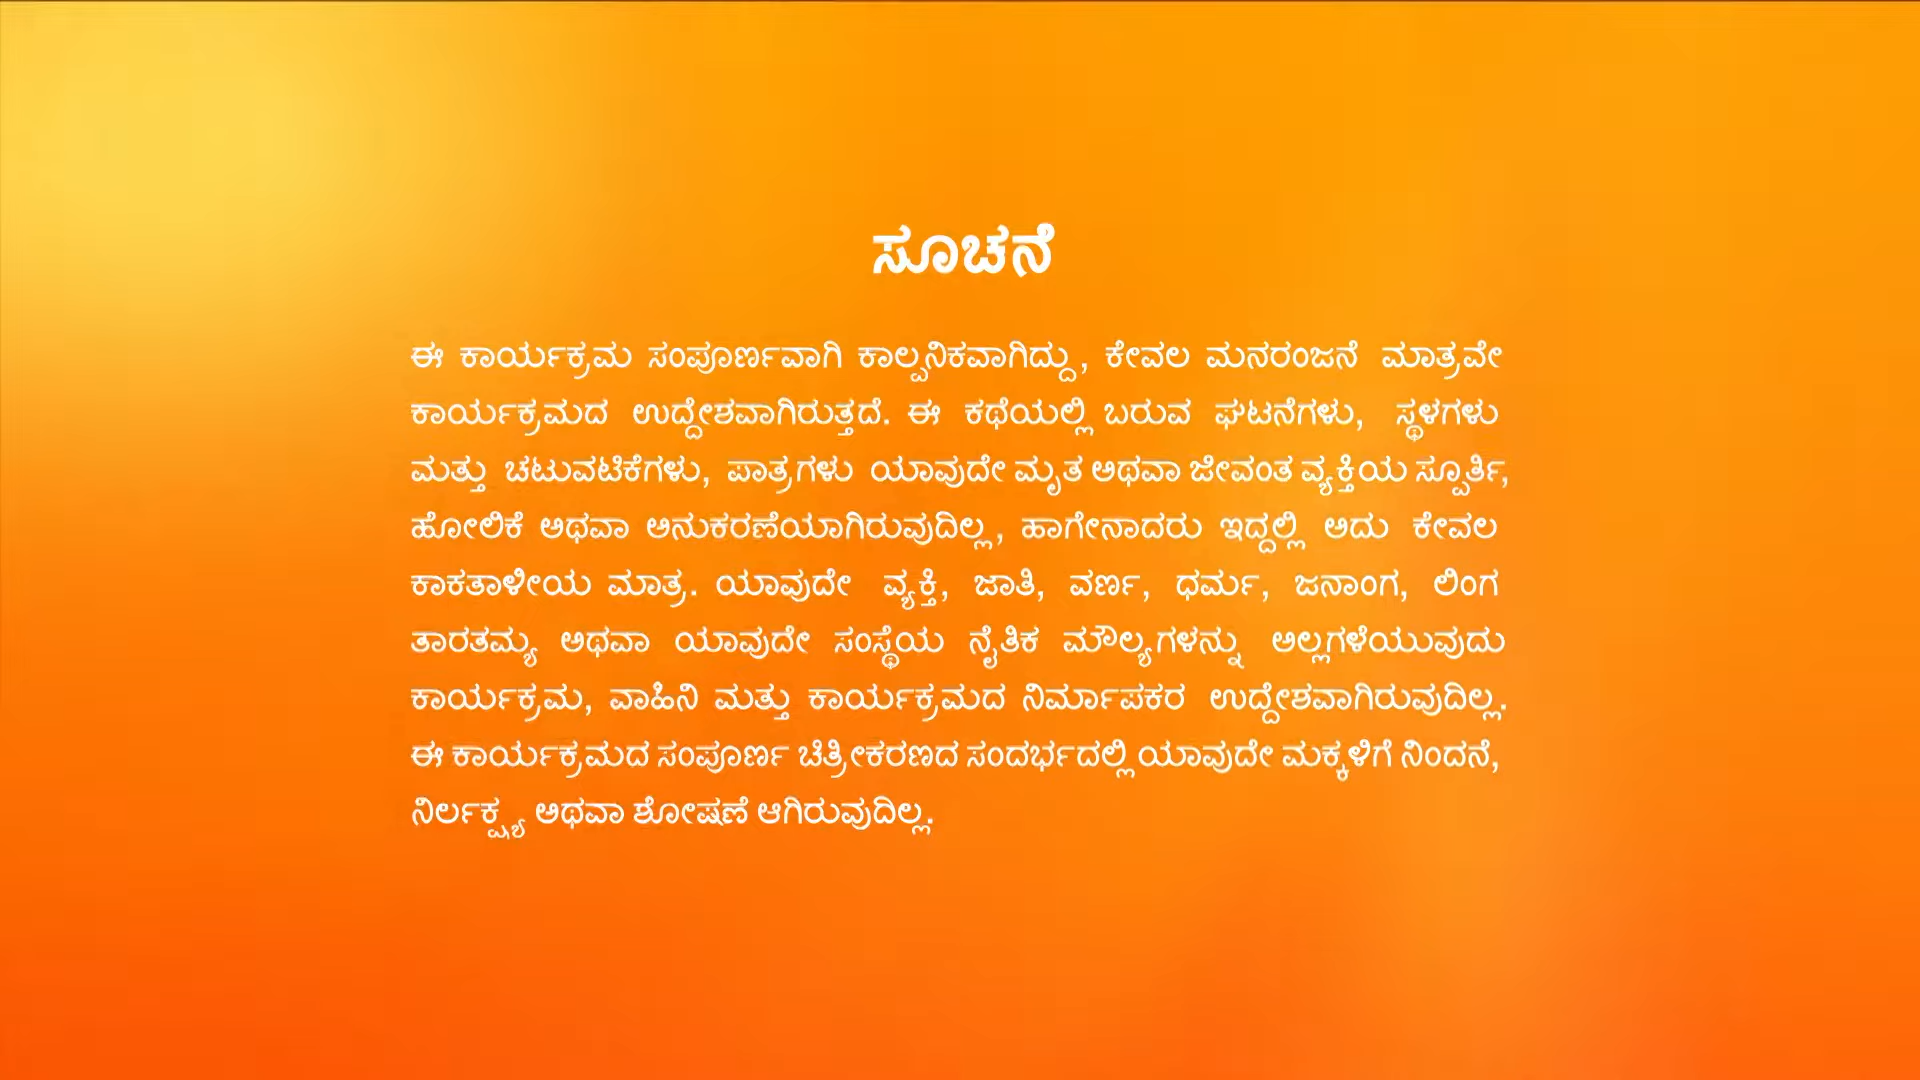 ಸೂಚನೆ
ಈ ಕಾರ್ಯಕ್ರಮ ಸಂಪೂರ್ಣವಾಗಿ ಕಾಲ್ಪನಿಕವಾಗಿದ್ದು, ಕೇವಲ ಮನರಂಜನೆ ಮಾತ್ರವೇ
ಕಾರ್ಯಕ್ರಮದ ಉದ್ದೇಶವಾಗಿರುತ್ತದೆ. ಈ ಕಥೆಯಲ್ಲಿ ಬರುವ ಘಟನೆಗಳು, ಸ್ಥಳಗಳು
ಮತ್ತು ಚಟುವಟಿಕೆಗಳು, ಪಾತ್ರಗಳು ಯಾವುದೇ ಮೃತ ಅಥವಾ ಜೀವಂತ ವ್ಯಕ್ತಿಯ ಸ್ಪೂರ್ತಿ,
ಹೋಲಿಕೆ ಅಥವಾ ಅನುಕರಣೆಯಾಗಿರುವುದಿಲ್ಲ, ಹಾಗೇನಾದರು ಇದ್ದಲ್ಲಿ ಅದು ಕೇವಲ
ಕಾಕತಾಳೀಯ ಮಾತ್ರ. ಯಾವುದೇ ವ್ಯಕ್ತಿ, ಜಾತಿ, ವರ್ಣ, ಧರ್ಮ, ಜನಾಂಗ, ಲಿಂಗ
ತಾರತಮ್ಯ ಅಥವಾ ಯಾವುದೇ ಸಂಸ್ಥೆಯ ನೈತಿಕ ಮೌಲ್ಯಗಳನ್ನು ಅಲ್ಲಗಳೆಯುವುದು
ಕಾರ್ಯಕ್ರಮ, ವಾಹಿನಿ ಮತ್ತು ಕಾರ್ಯಕ್ರಮದ ನಿರ್ಮಾಪಕರ ಉದ್ದೇಶವಾಗಿರುವುದಿಲ್ಲ.
ಈ ಕಾರ್ಯಕ್ರಮದ ಸಂಪೂರ್ಣ ಚಿತ್ರೀಕರಣದ ಸಂದರ್ಭದಲ್ಲಿ ಯಾವುದೇ ಮಕ್ಕಳಿಗೆ ನಿಂದನೆ,
ನಿರ್ಲಕ್ಷ್ಯ ಅಥವಾ ಶೋಷಣೆ ಆಗಿರುವುದಿಲ್ಲ.